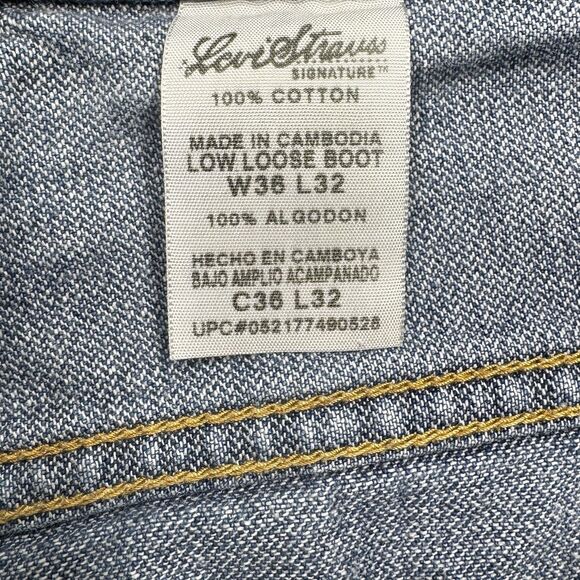 Levi Strauss
SIGNATURE™
100% COTTON
MADE IN CAMBODIA
LOW LOOSE BOOT
W36 L32
100% ALGODON
HECHO EN CAMBOYA
BAJO AMPLIO ACAMPANADO
C36 L32
UPC#052177490528